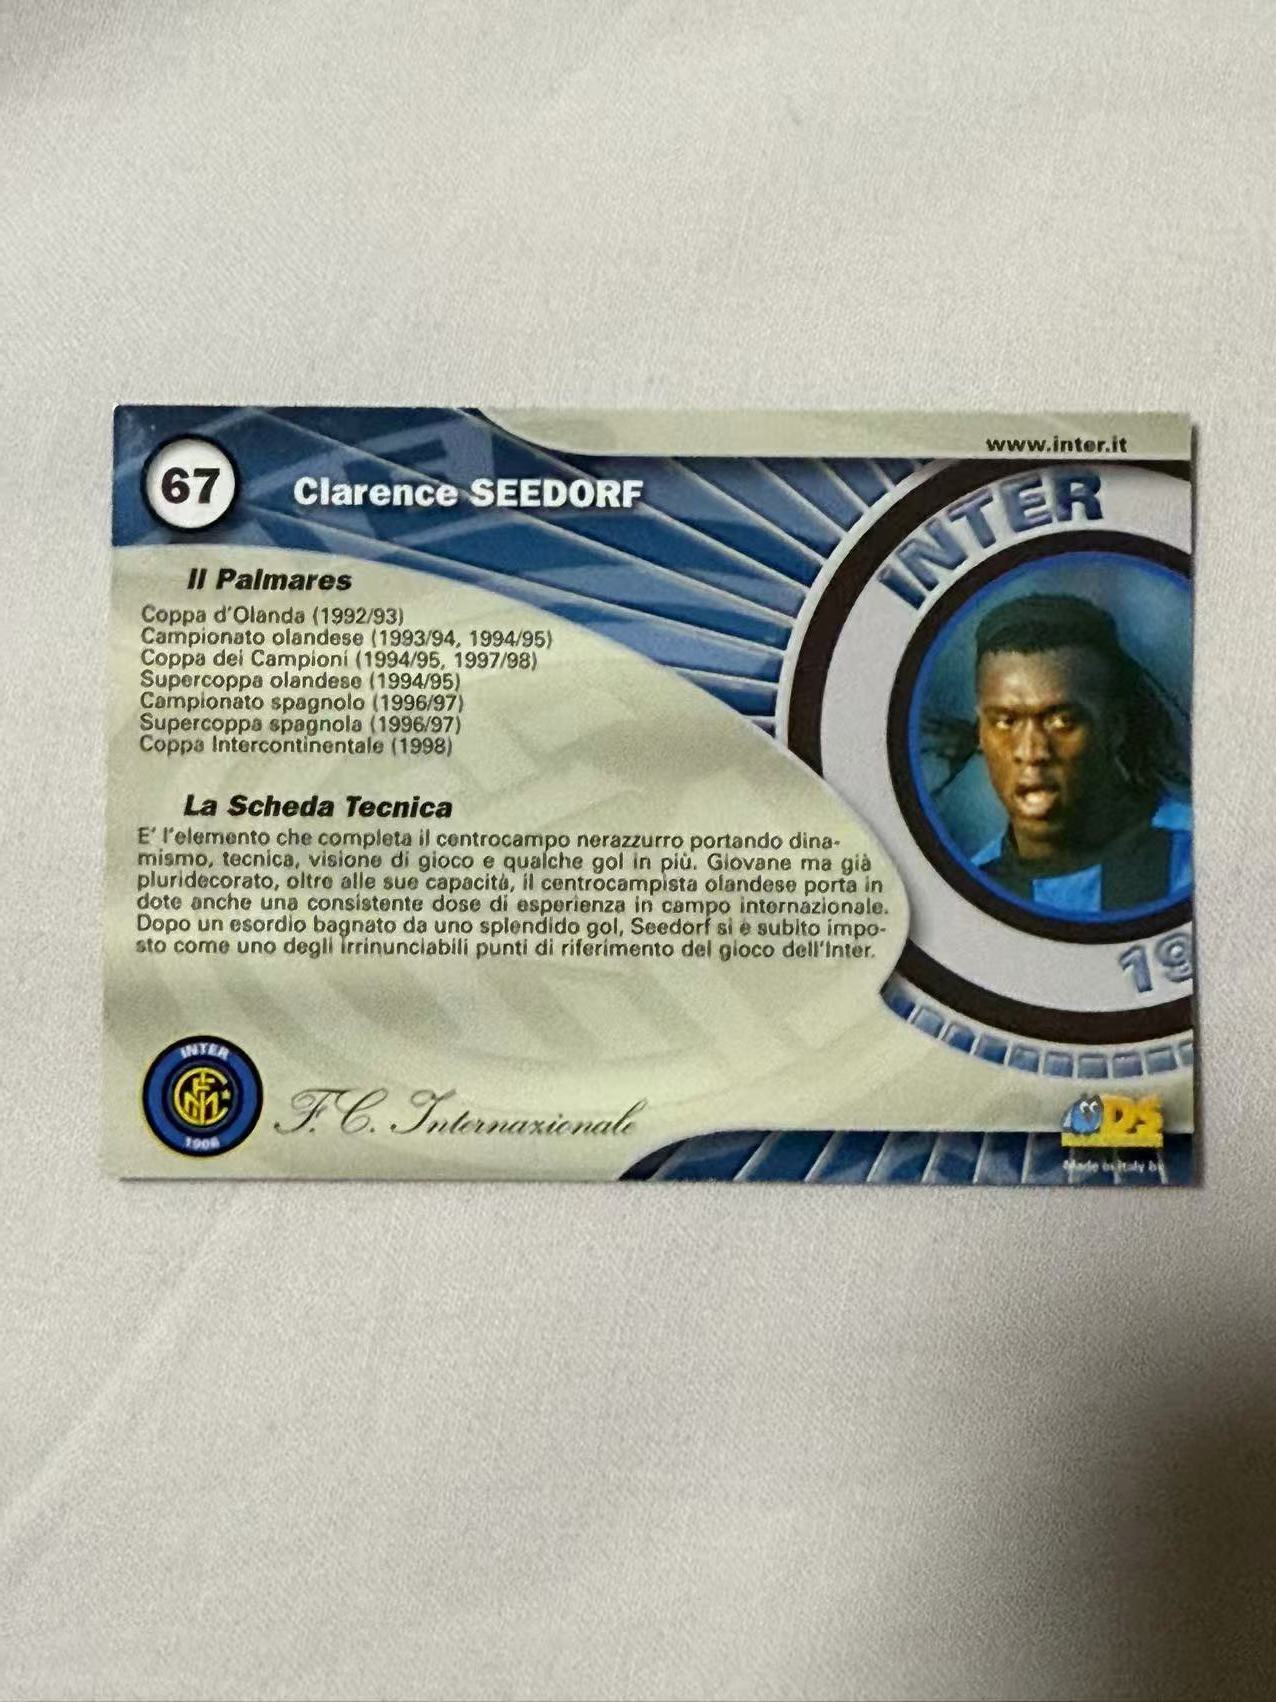 www.inter.it
67
Clarence SEEDORF
INTER
Il Palmares
Coppa d'Olanda (1992/93)
Campionato olandese (1993/94, 1994/95)
Coppa dei Campioni (1994/95, 1997/98)
Supercoppa olandese (1994/95)
Campionato spagnolo (1996/97)
Supercoppa spagnola (1996/97)
Coppa Intercontinentale (1998)
La Scheda Tecnica
E' l'elemento che completa il centrocampo nerazzurro portando dina-
mismo, tecnica, visione di gioco e qualche gol in più. Giovane ma già
pluridecorato, oltre alle sue capacità, il centrocampista olandese porta in
dote anche una consistente dose di esperienza in campo internazionale.
Dopo un esordio bagnato da uno splendido gol, Seedorf si è subito impo-
sto come uno degli irrinunciabili punti di riferimento del gioco dell'Inter.
19
INTER
1908
F.C. Internazionale
DS
Made in Italy by